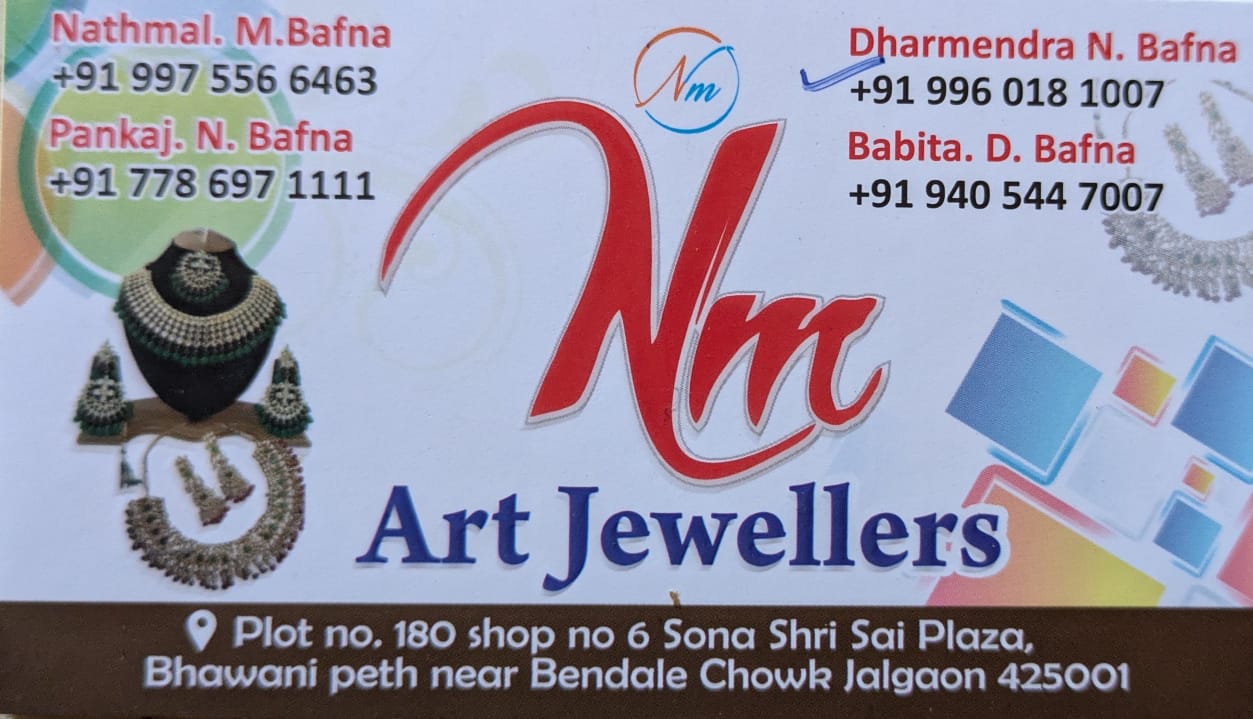 Nathmal. M.Bafna
+91 997 556 6463
Pankaj. N. Bafna
+91 778 697 1111
Nm
Dharmendra N. Bafna
+91 996 018 1007
Babita. D. Bafna
+91 940 544 7007
Nm
Art Jewellers
Plot no. 180 shop no 6 Sona Shri Sai Plaza,
Bhawani peth near Bendale Chowk Jalgaon 425001